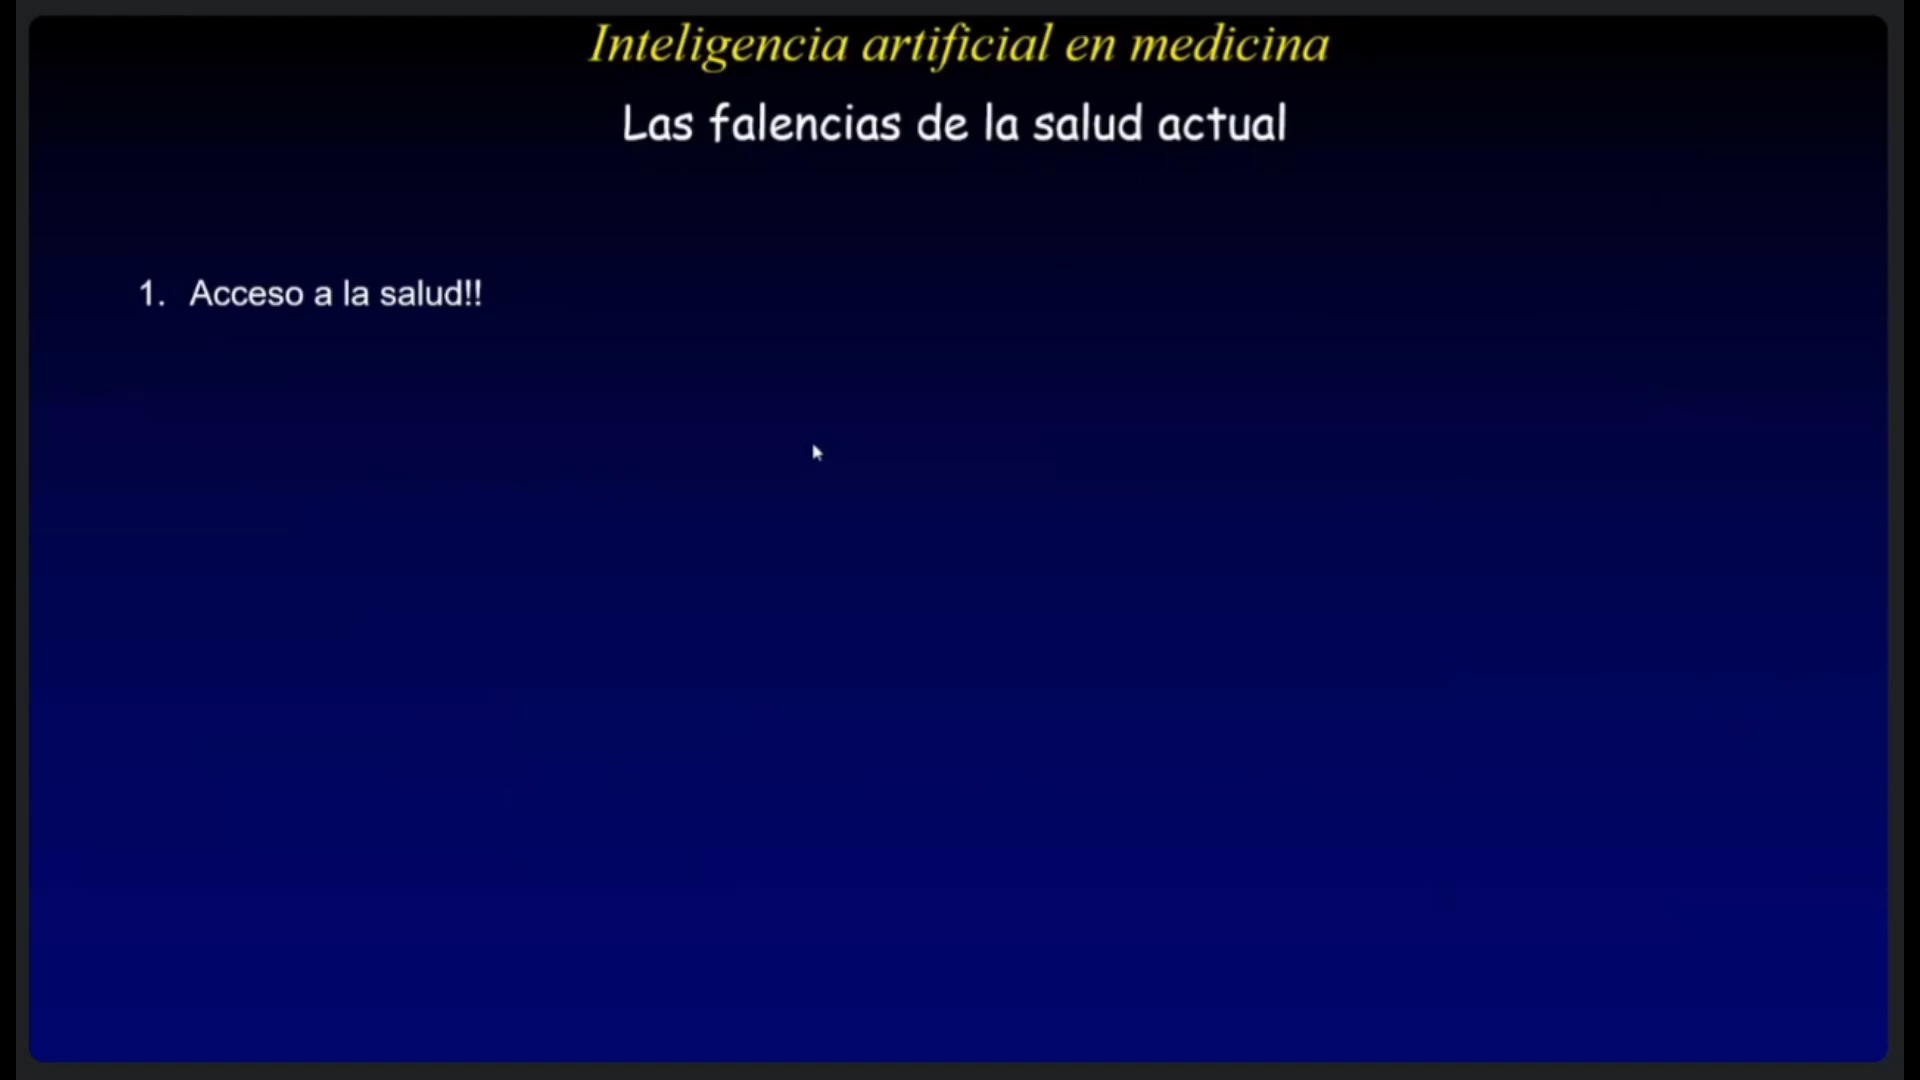 Inteligencia artificial en medicina
Las falencias de la salud actual
1. Acceso a la salud!!